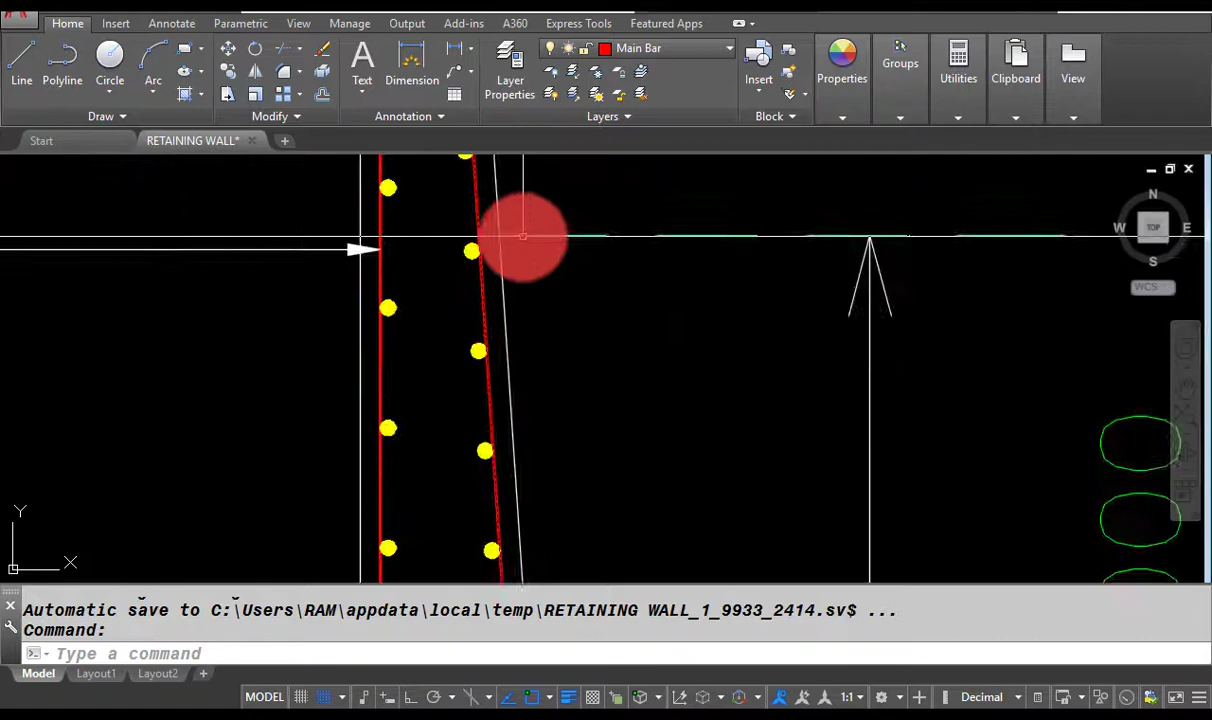 Home Insert Annotate Parametric View Manage Output Add-ins A360 Express Tools Featured Apps
Main Bar
Line Polyline Circle Arc Text Dimension Layer Properties Insert Properties Groups Utilities Clipboard View
Draw Modify Annotation Layers Block
Start RETAINING WALL*
N
W TOP E
S
WCS
Y
X
Automatic save to C:\Users\RAM\appdata\local\temp\RETAINING WALL_1_9933_2414.sv$ ...
Command:
Type a command
Model Layout1 Layout2
MODEL 1:1 Decimal